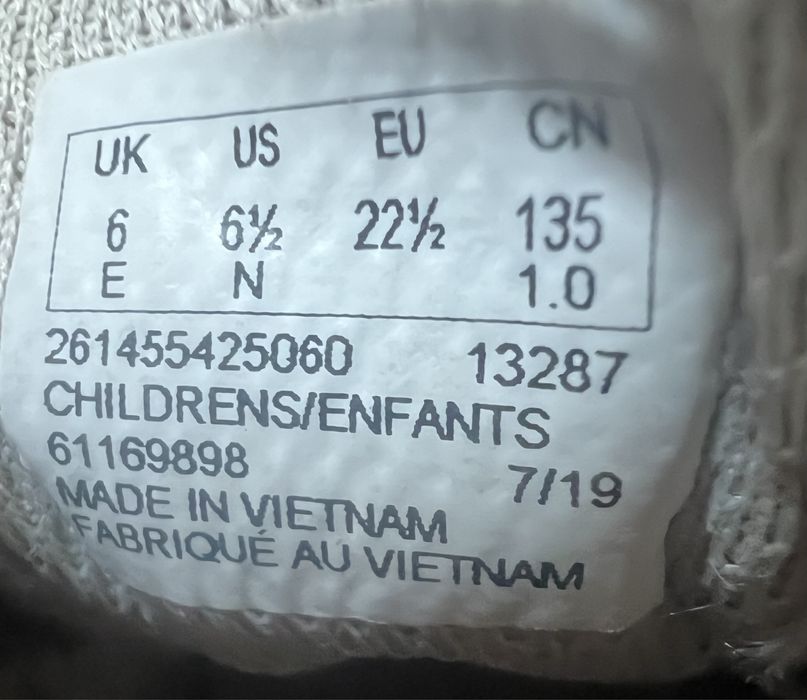 UK US EU CN
6 6½ 22½ 135
E N 1.0
261455425060 13287
CHILDRENS/ENFANTS
61169898 7/19
MADE IN VIETNAM
FABRIQUÉ AU VIETNAM